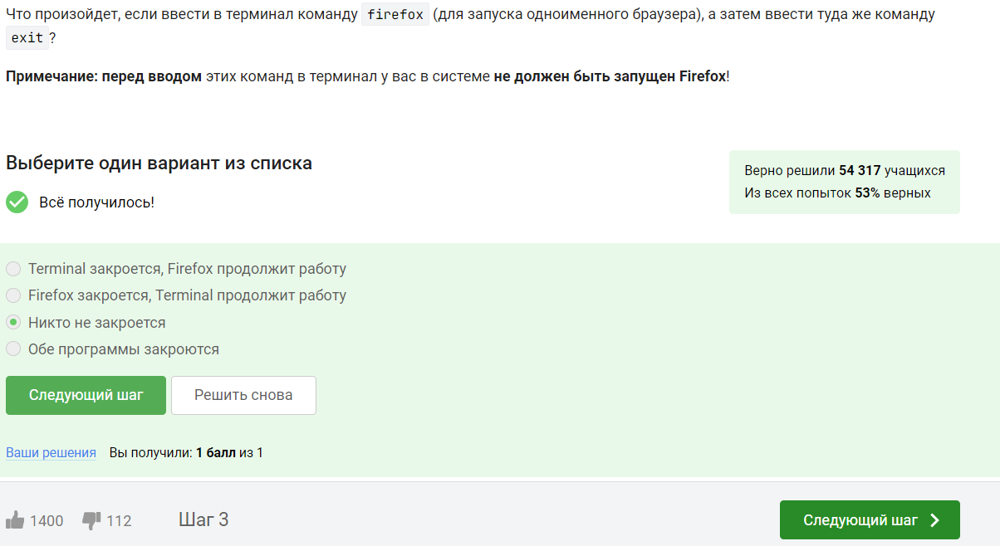 Что произойдет, если ввести в терминал команду firefox (для запуска одноименного браузера), а затем ввести туда же команду
exit ?
Примечание: перед вводом этих команд в терминал у вас в системе не должен быть запущен Firefox!
Выберите один вариант из списка
Верно решили 54 317 учащихся
Из всех попыток 53% верных
Всё получилось!
Terminal закроется, Firefox продолжит работу
Firefox закроется, Terminal продолжит работу
Никто не закроется
Обе программы закроются
Следующий шаг Решить снова
Ваши решения Вы получили: 1 балл из 1
1400 112 Шаг 3 Следующий шаг